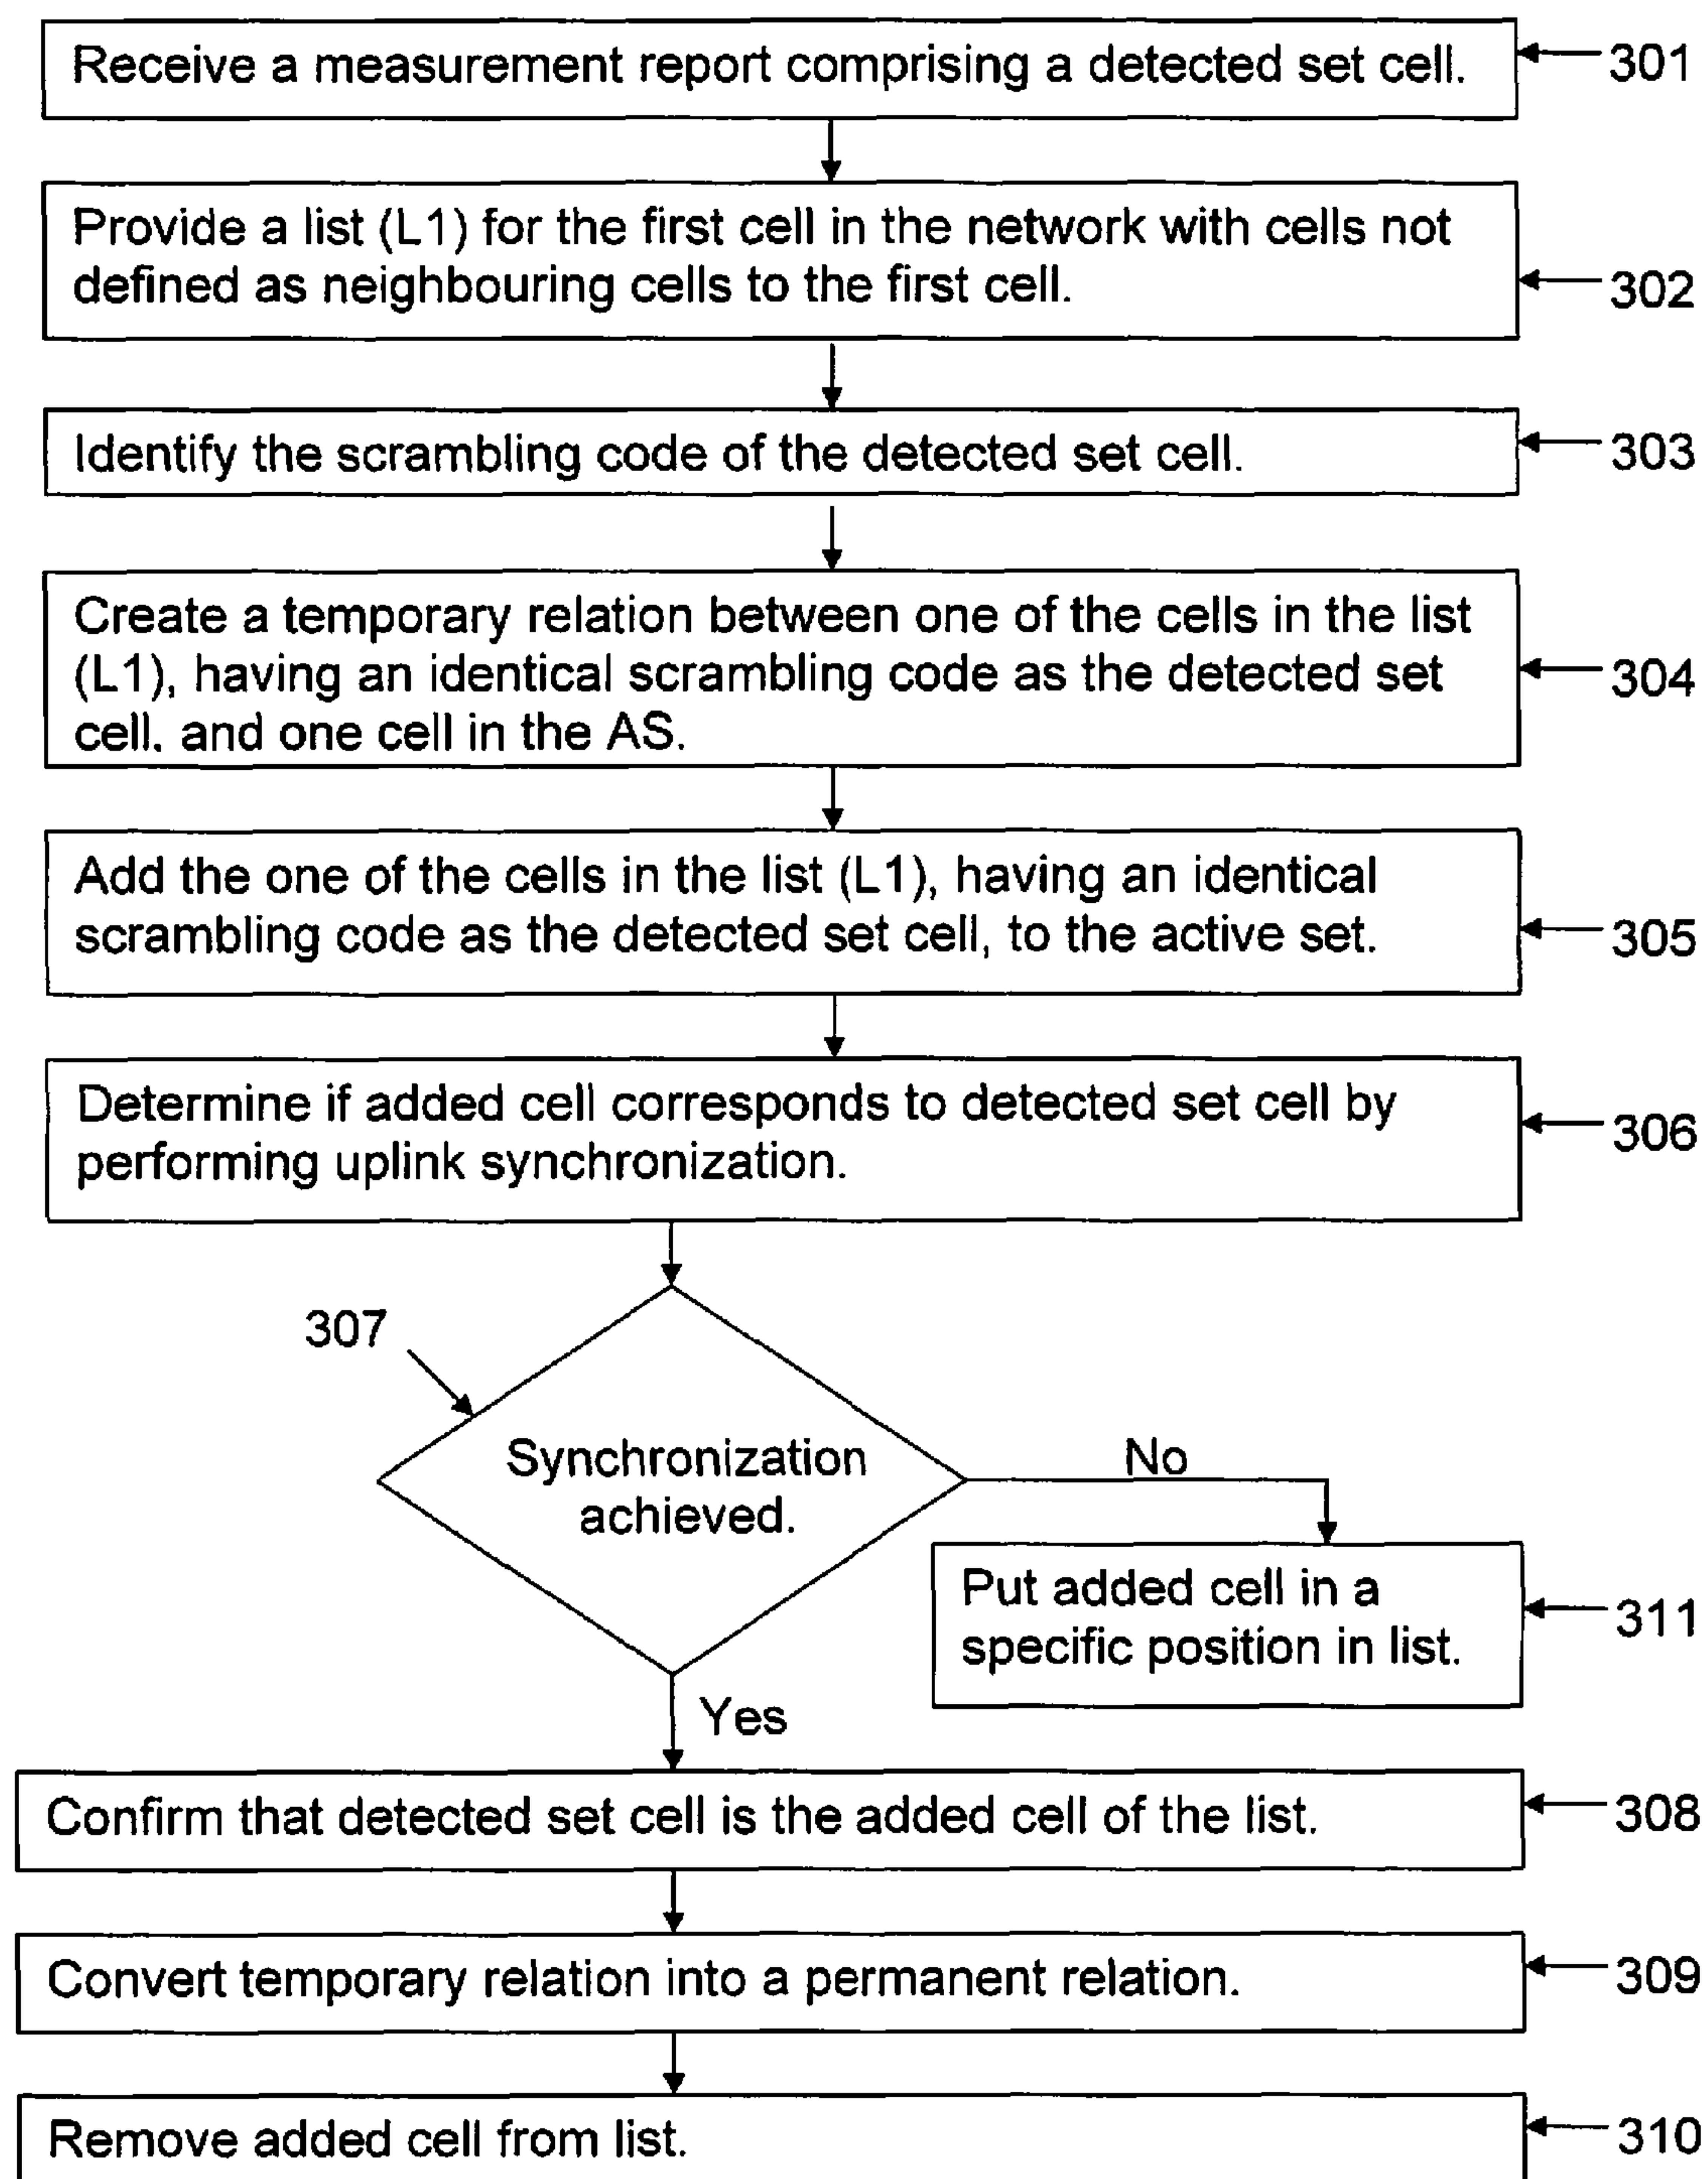 Receive a measurement report comprising a detected set cell.
301
Provide a list (L1) for the first cell in the network with cells not
defined as neighbouring cells to the first cell.
302
Identify the scrambling code of the detected set cell.
303
Create a temporary relation between one of the cells in the list
(L1), having an identical scrambling code as the detected set
cell. and one cell in the AS.
304
Add the one of the cells in the list (L1), having an identical
scrambling code as the detected set cell, to the active set.
305
Determine if added cell corresponds to detected set cell by
performing uplink synchronization.
306
307
Synchronization
achieved.
No
Put added cell in a
specific position in list.
311
Yes
Confirm that detected set cell is the added cell of the list.
308
Convert temporary relation into a permanent relation.
309
Remove added cell from list.
310